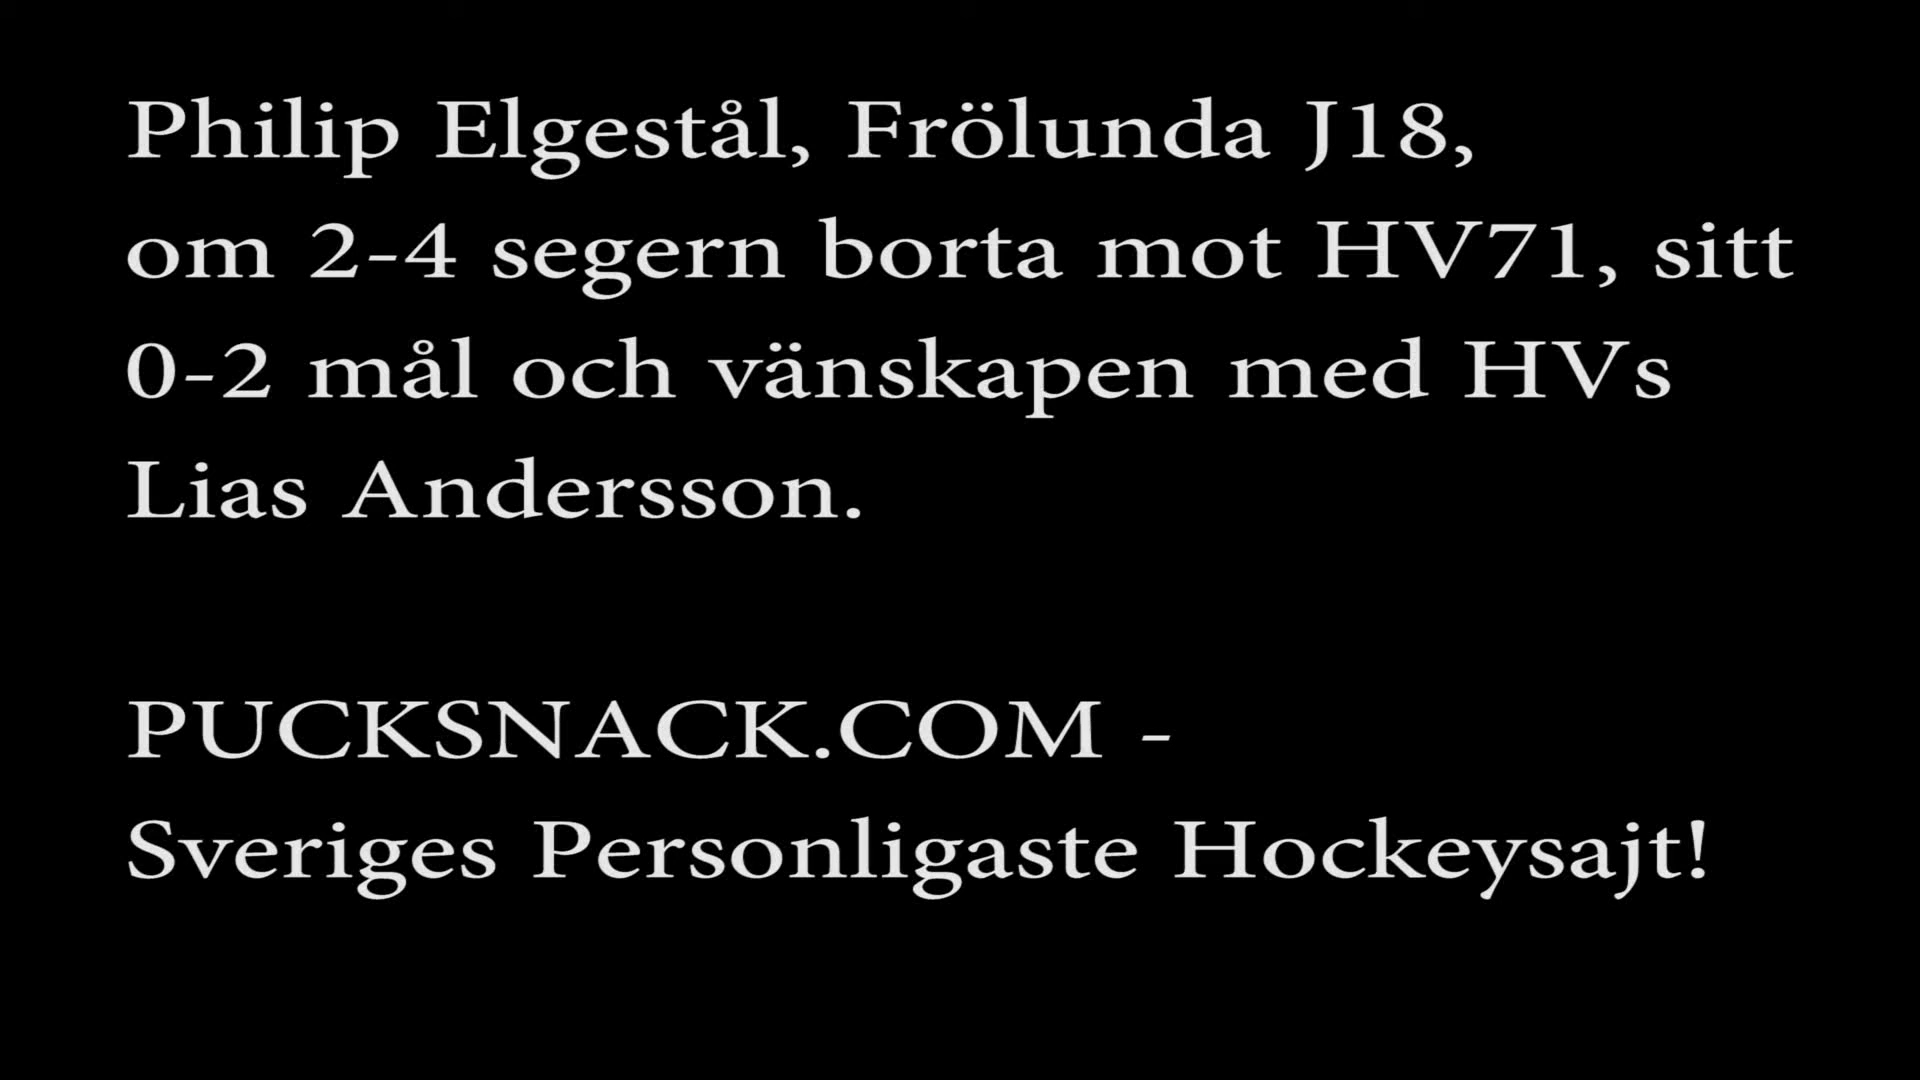 Philip Elgestål, Frölunda J18,
om 2-4 segern borta mot HV71, sitt
0-2 mål och vänskapen med HVs
Lias Andersson.
PUCKSNACK.COM -
Sveriges Personligaste Hockeysajt!